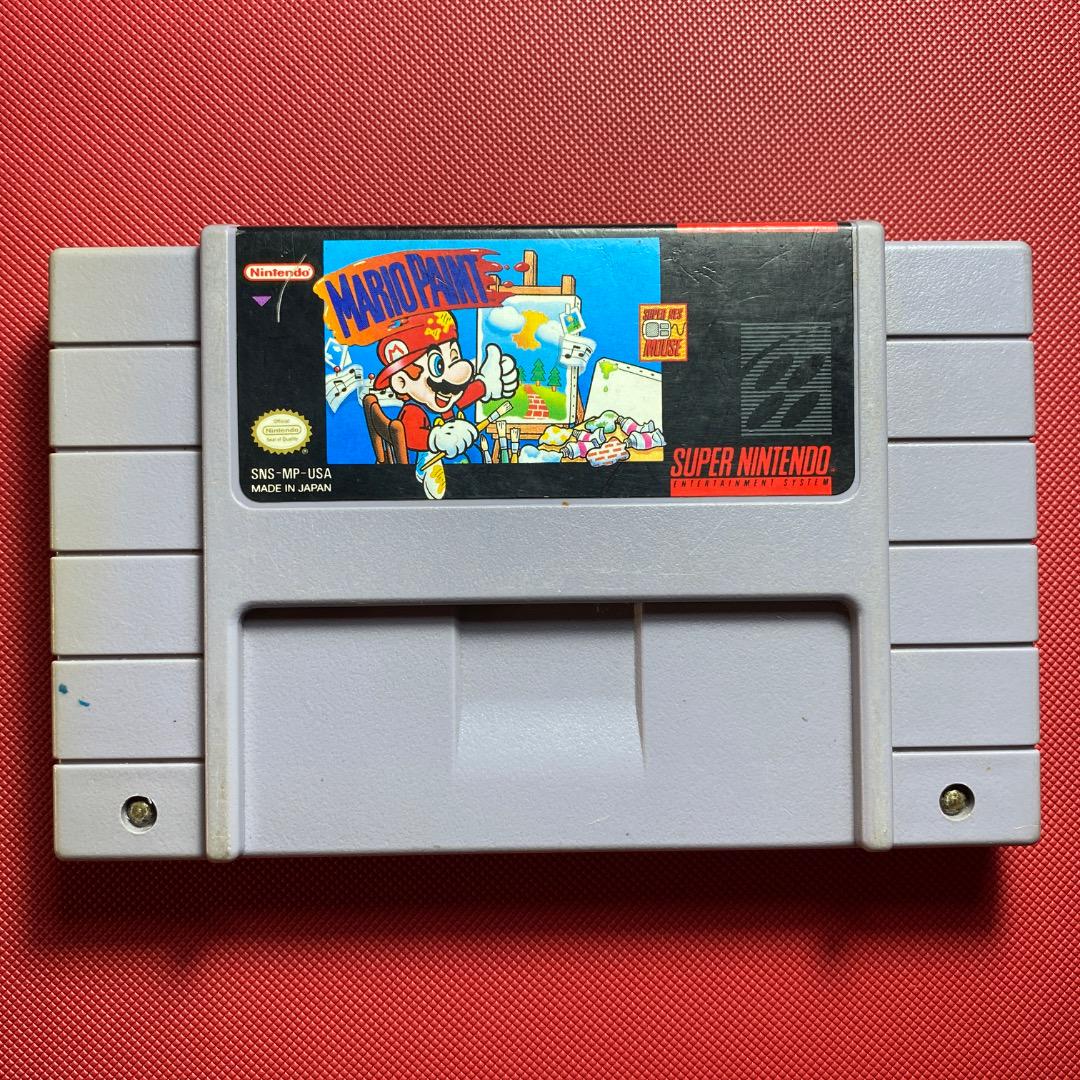 Nintendo®
MARIO PAINT
SUPER NES
MOUSE
M
Official
Nintendo
Seal of Quality
®
SNS-MP-USA
MADE IN JAPAN
SUPER NINTENDO
ENTERTAINMENT SYSTEM